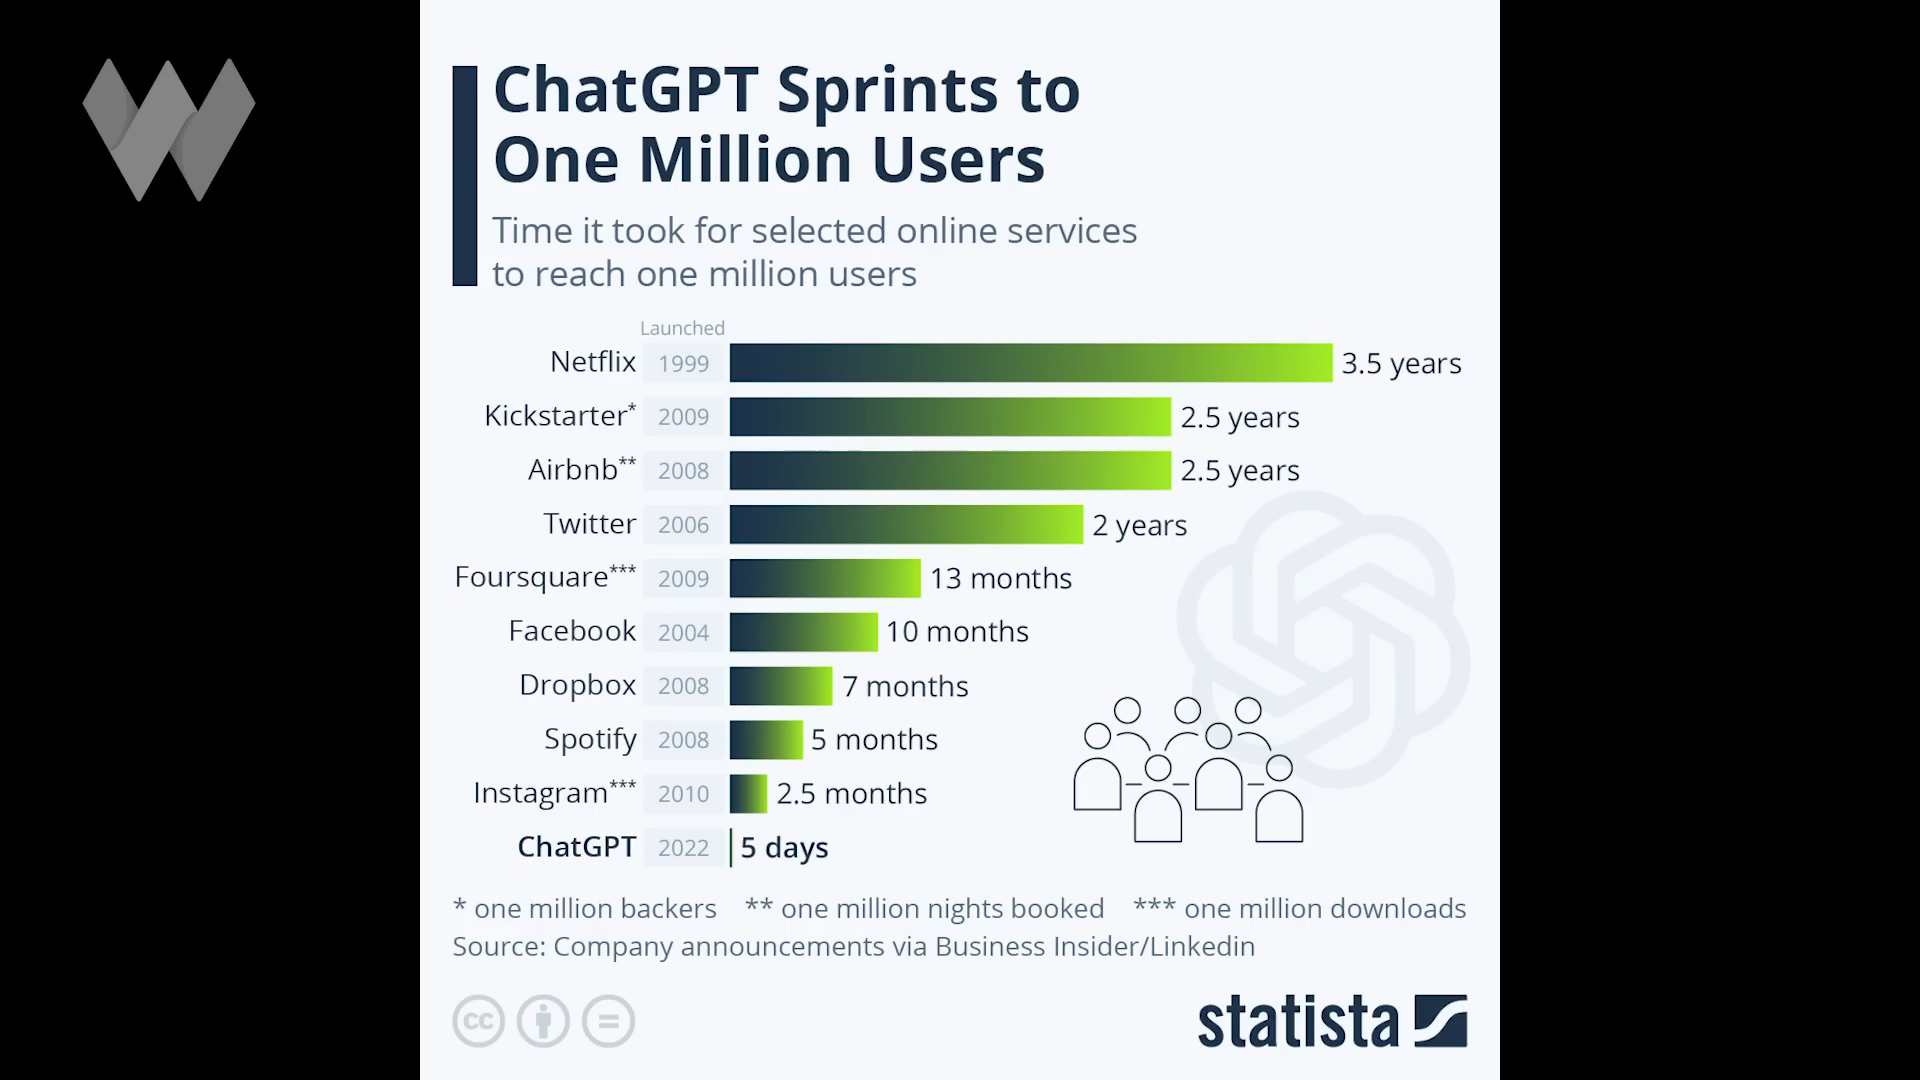 ChatGPT Sprints to
One Million Users
Time it took for selected online services
to reach one million users
Launched
Netflix 1999 3.5 years
Kickstarter* 2009 2.5 years
Airbnb** 2008 2.5 years
Twitter 2006 2 years
Foursquare*** 2009 13 months
Facebook 2004 10 months
Dropbox 2008 7 months
Spotify 2008 5 months
Instagram*** 2010 2.5 months
ChatGPT 2022 5 days
* one million backers ** one million nights booked *** one million downloads
Source: Company announcements via Business Insider/Linkedin
cc
statista